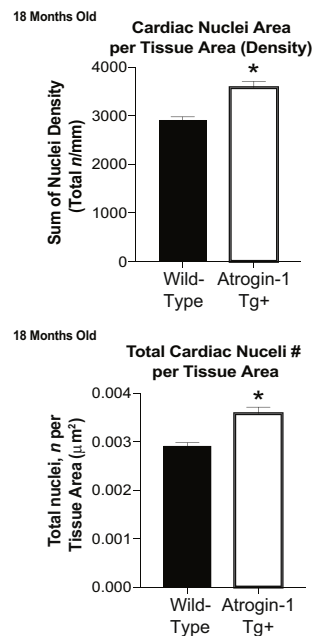 18 Months Old
Cardiac Nuclei Area
per Tissue Area (Density)
Sum of Nuclei Density
(Total n/mm)
4000
3000
2000
1000
0
*
Wild-
Type
Atrogin-1
Tg+
18 Months Old
Total Cardiac Nuceli #
per Tissue Area
Total nuclei, n per
Tissue Area (μm²)
0.004
0.003
0.002
0.001
0.000
*
Wild-
Type
Atrogin-1
Tg+